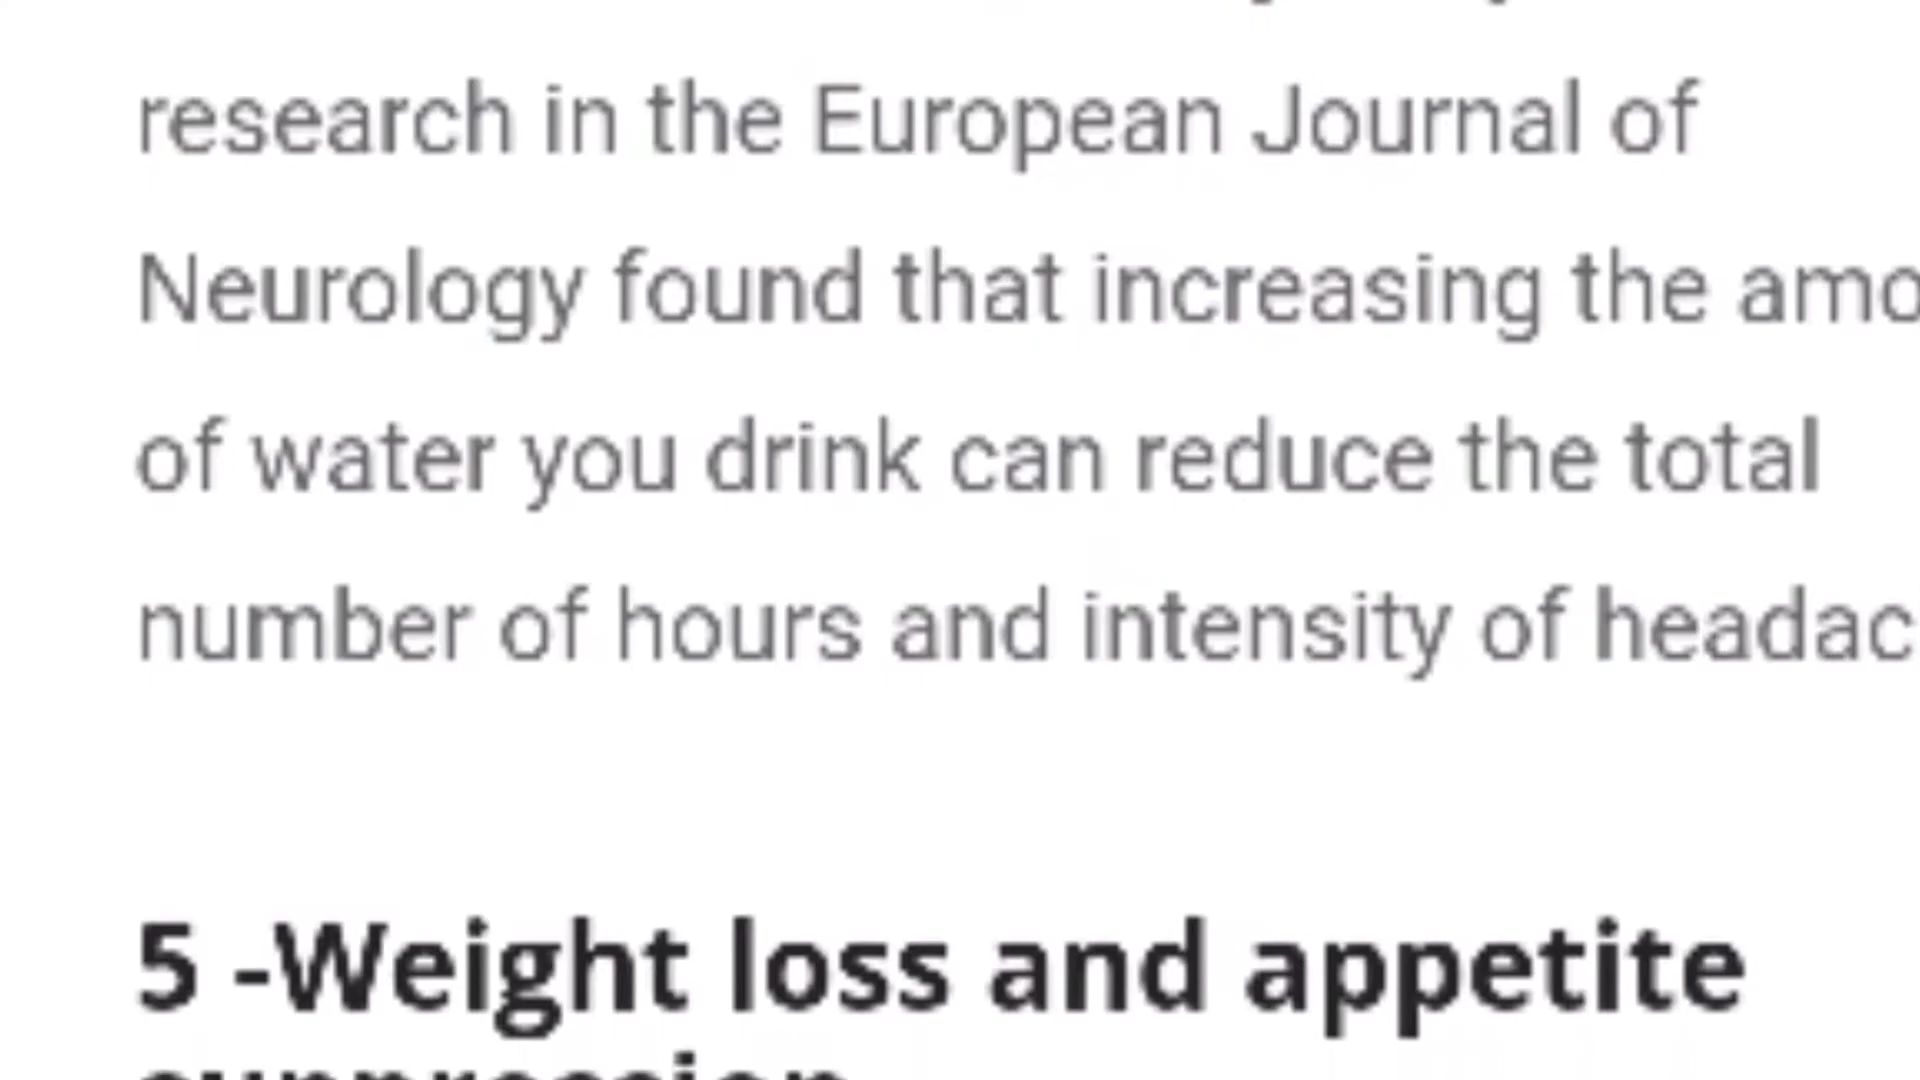 research in the European Journal of
Neurology found that increasing the amo
of water you drink can reduce the total
number of hours and intensity of headac
5 -Weight loss and appetite
suppression